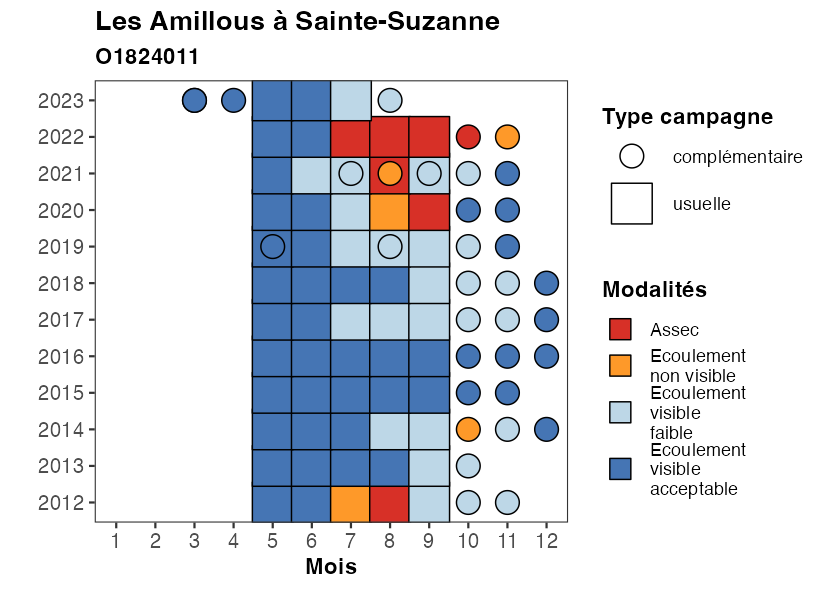 Les Amillous à Sainte-Suzanne
O1824011
2023
2022
2021
2020
2019
2018
2017
2016
2015
2014
2013
2012
1 2 3 4 5 6 7 8 9 10 11 12
Mois
Type campagne
complémentaire
usuelle
Modalités
Assec
Ecoulement
non visible
Ecoulement
visible
faible
Ecoulement
visible
acceptable